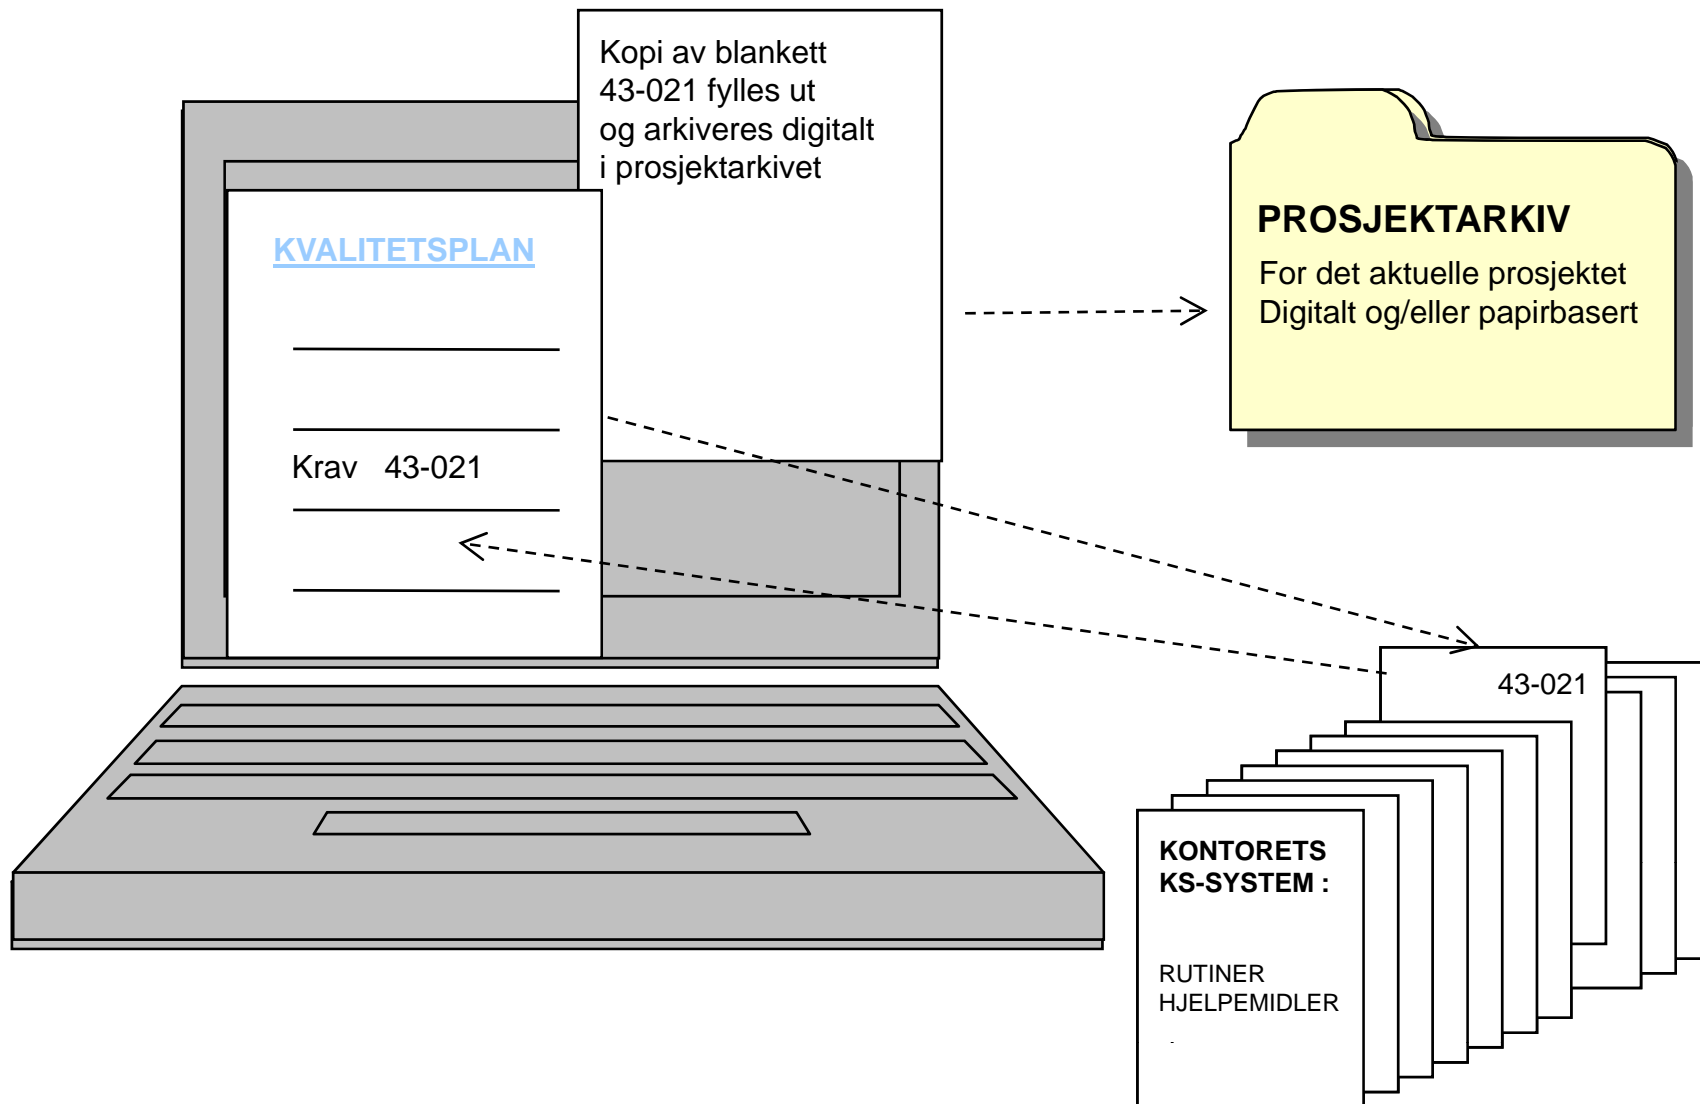 Kopi av blankett
43-021 fylles ut
og arkiveres digitalt
i prosjektarkivet
KVALITETSPLAN
Krav 43-021
PROSJEKTARKIV
For det aktuelle prosjektet
Digitalt og/eller papirbasert
43-021
KONTORETS
KS-SYSTEM :
RUTINER
HJELPEMIDLER